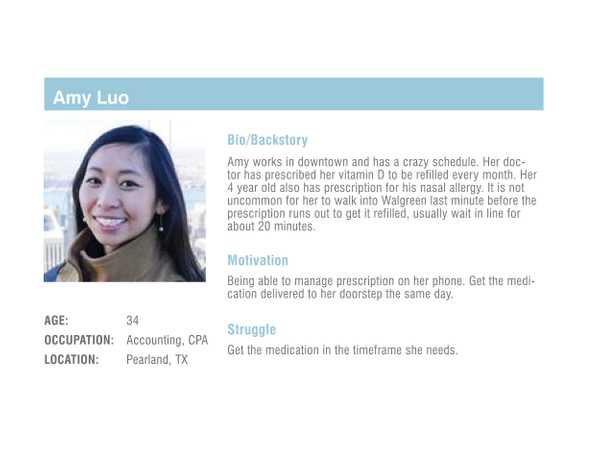 Amy Luo
Bio/Backstory
Amy works in downtown and has a crazy schedule. Her doc-
tor has prescribed her vitamin D to be refilled every month. Her
4 year old also has prescription for his nasal allergy. It is not
uncommon for her to walk into Walgreen last minute before the
prescription runs out to get it refilled, usually wait in line for
about 20 minutes.
Motivation
Being able to manage prescription on her phone. Get the medi-
cation delivered to her doorstep the same day.
Struggle
Get the medication in the timeframe she needs.
AGE: 34
OCCUPATION: Accounting, CPA
LOCATION: Pearland, TX